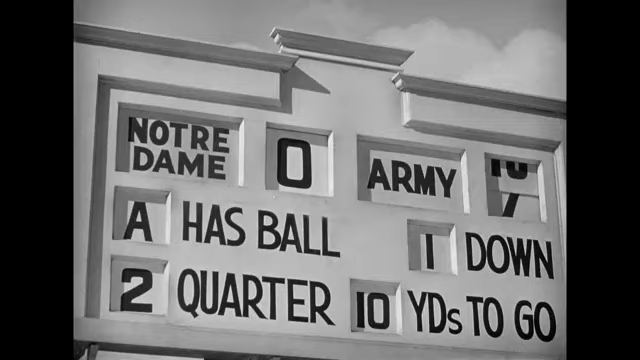 NOTRE
DAME 0 ARMY
A HAS BALL 1 DOWN
2 QUARTER 10 YDS TO GO